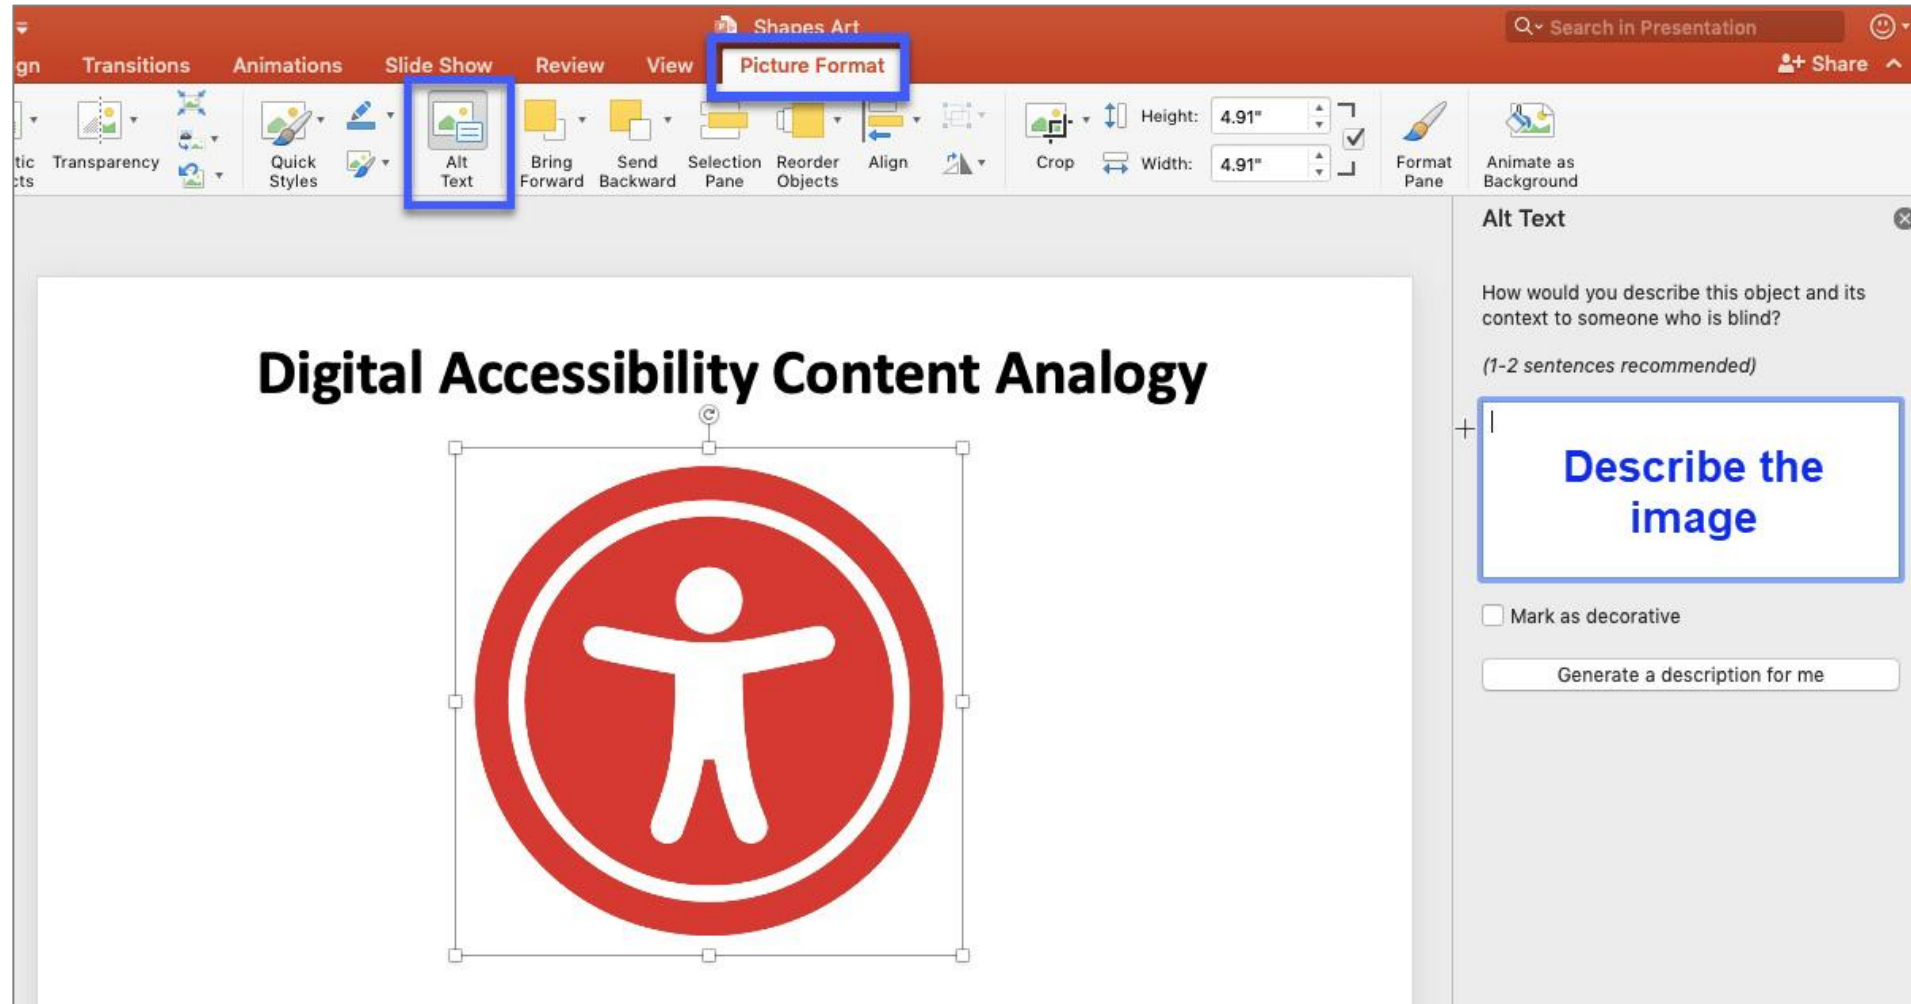 Shapes Art
Search in Presentation
gn Transitions Animations Slide Show Review View Picture Format
Share
tic
cts
Transparency
Quick
Styles
Alt
Text
Bring
Forward
Send
Backward
Selection
Pane
Reorder
Objects
Align
Crop
Height: 4.91"
Width: 4.91"
Format
Pane
Animate as
Background
Alt Text
How would you describe this object and its
context to someone who is blind?
(1-2 sentences recommended)
Describe the
image
Mark as decorative
Generate a description for me
Digital Accessibility Content Analogy